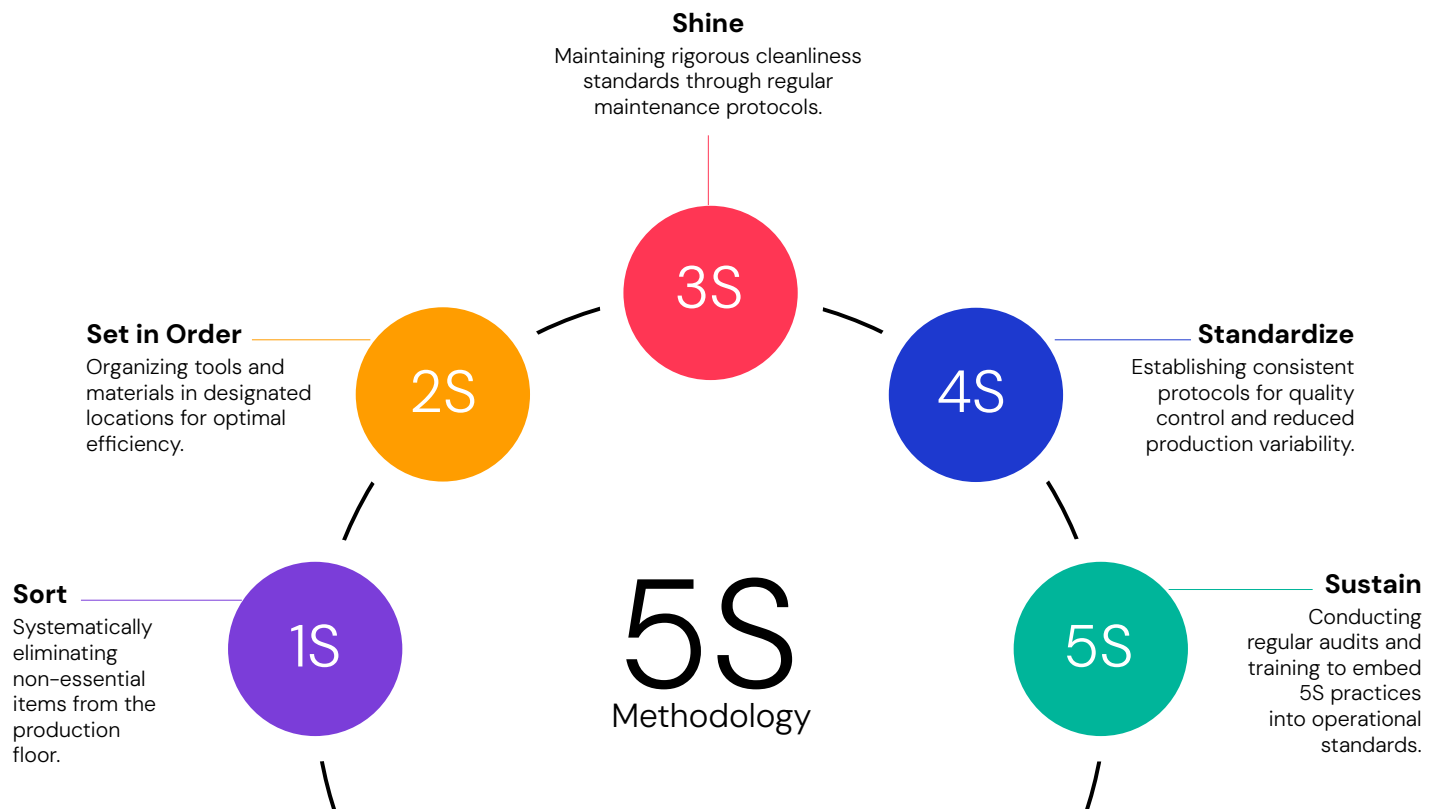 Shine
Maintaining rigorous cleanliness
standards through regular
maintenance protocols.
3S
Set in Order
Organizing tools and
materials in designated
locations for optimal
efficiency.
2S
4S
Standardize
Establishing consistent
protocols for quality
control and reduced
production variability.
Sort
Systematically
eliminating
non-essential
items from the
production
floor.
1S
5S
Methodology
5S
Sustain
Conducting
regular audits and
training to embed
5S practices
into operational
standards.